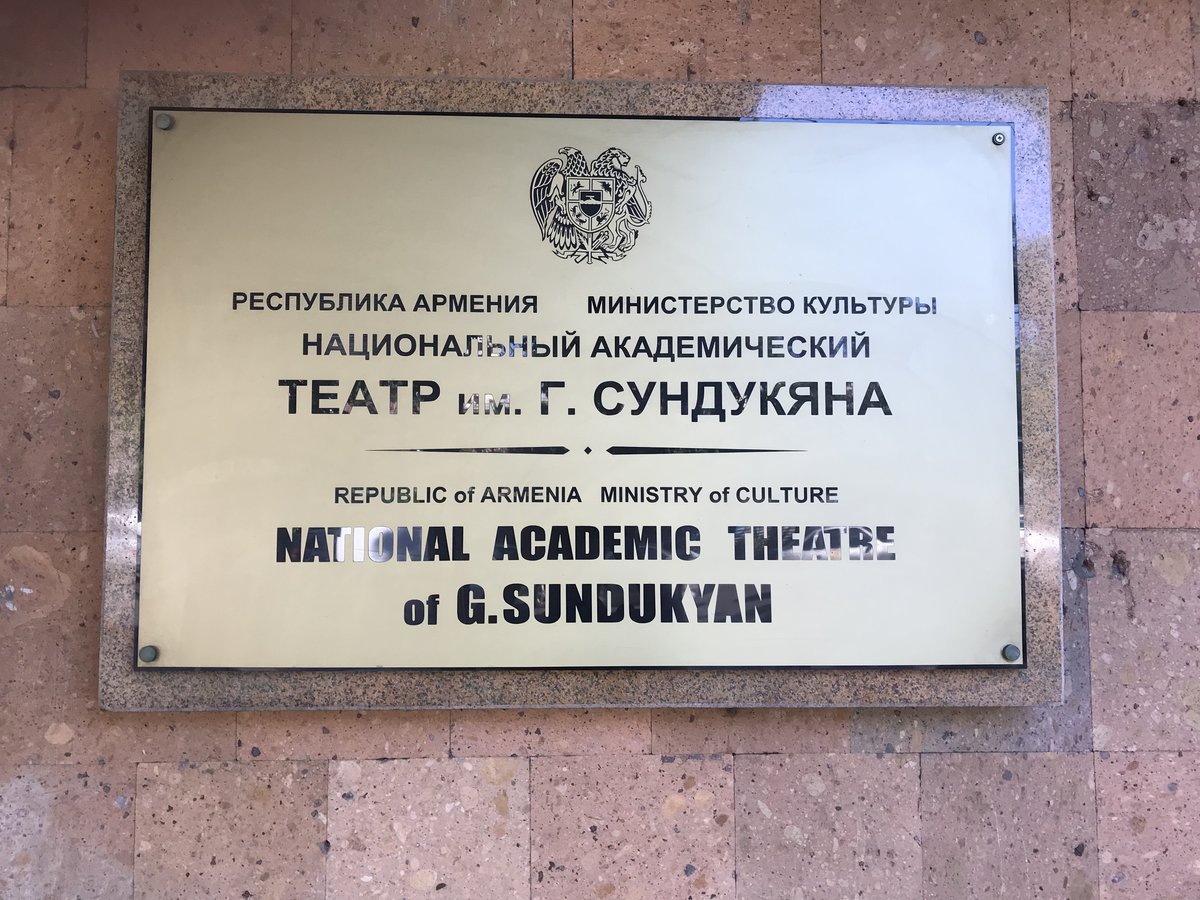 РЕСПУБЛИКА АРМЕНИЯ МИНИСТЕРСТВО КУЛЬТУРЫ
НАЦИОНАЛЬНЫЙ АКАДЕМИЧЕСКИЙ
ТЕАТР им. Г. СУНДУКЯНА
REPUBLIC of ARMENIA MINISTRY of CULTURE
NATIONAL ACADEMIC THEATRE
of G.SUNDUKYAN